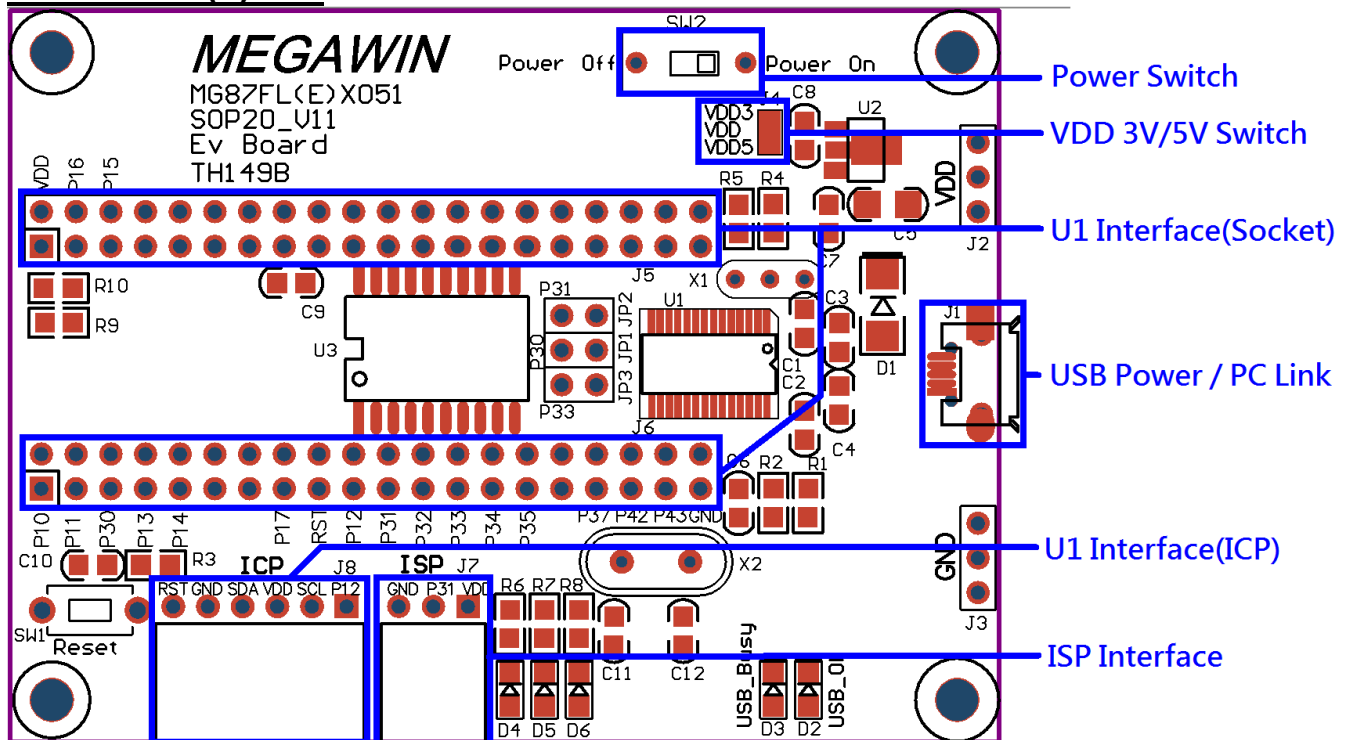 SW2
MEGAWIN
Power Off
Power On
Power Switch
MG87FL(E)X051
SOP20_V11
Ev Board
TH149B
J4
VDD3
VDD
VDD5
C8
U2
VDD 3V/5V Switch
VDD
P16
P15
R5
R4
VDD
C5
J2
U1 Interface(Socket)
J5
C7
X1
R10
R9
C9
P31
JP2
P30
JP1
P33
JP3
U1
U3
C3
C1
C2
D1
J1
USB Power / PC Link
J6
C4
C6
R2
R1
P10
P11
P30
P13
P14
P17
RST
P12
P31
P32
P33
P34
P35
P37
P42
P43
GND
C10
R3
ICP
J8
ISP
J7
X2
GND
U1 Interface(ICP)
RST GND SDA VDD SCL P12
GND P31 VDD
R6
R7
R8
J3
SW1
Reset
C11
C12
USB_Busy
ISP Interface
D4
D5
D6
D3
D2